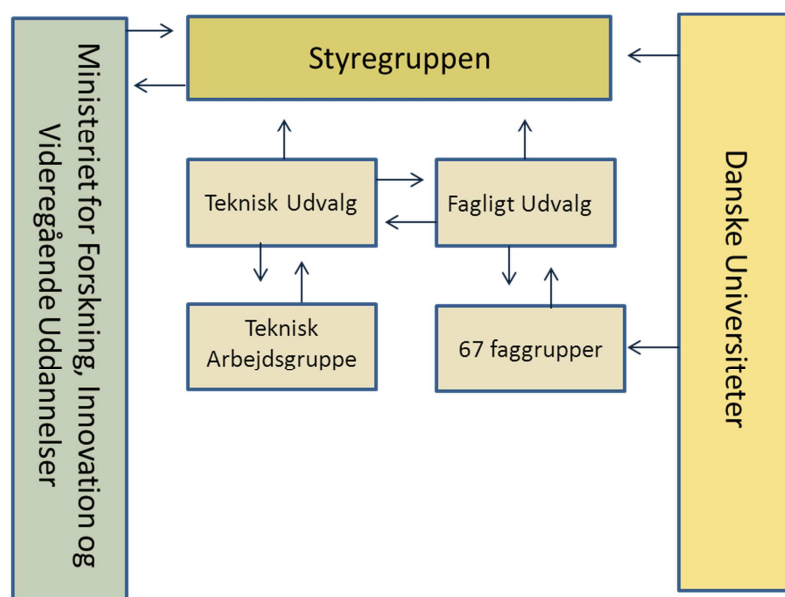 Ministeriet for Forskning, Innovation og
Videregående Uddannelser
Styregruppen
Teknisk Udvalg
Fagligt Udvalg
Teknisk
Arbejdsgruppe
67 faggrupper
Danske Universiteter